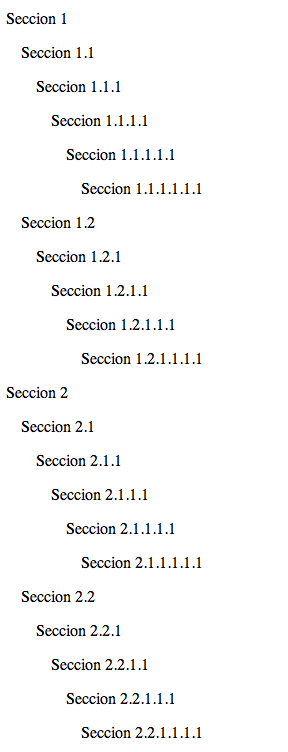 Seccion 1
Seccion 1.1
Seccion 1.1.1
Seccion 1.1.1.1
Seccion 1.1.1.1.1
Seccion 1.1.1.1.1.1
Seccion 1.2
Seccion 1.2.1
Seccion 1.2.1.1
Seccion 1.2.1.1.1
Seccion 1.2.1.1.1.1
Seccion 2
Seccion 2.1
Seccion 2.1.1
Seccion 2.1.1.1
Seccion 2.1.1.1.1
Seccion 2.1.1.1.1.1
Seccion 2.2
Seccion 2.2.1
Seccion 2.2.1.1
Seccion 2.2.1.1.1
Seccion 2.2.1.1.1.1